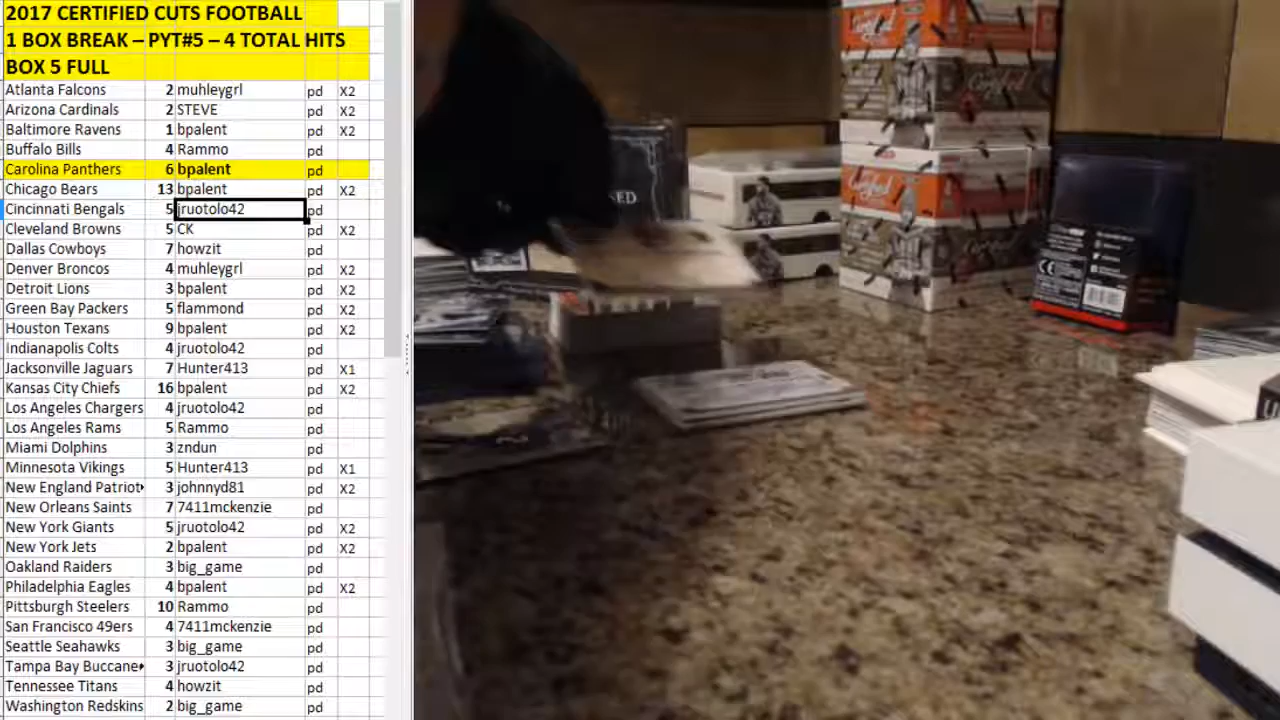 2017 CERTIFIED CUTS FOOTBALL
1 BOX BREAK – PYT#5 – 4 TOTAL HITS
BOX 5 FULL
Atlanta Falcons 2 muhleygrl pd X2
Arizona Cardinals 2 STEVE pd X2
Baltimore Ravens 1 bpalent pd X2
Buffalo Bills 4 Rammo pd
Carolina Panthers 6 bpalent pd
Chicago Bears 13 bpalent pd X2
Cincinnati Bengals 5 jruotolo42 pd
Cleveland Browns 5 CK pd X2
Dallas Cowboys 7 howzit pd
Denver Broncos 4 muhleygrl pd X2
Detroit Lions 3 bpalent pd X2
Green Bay Packers 5 flammond pd X2
Houston Texans 9 bpalent pd X2
Indianapolis Colts 4 jruotolo42 pd
Jacksonville Jaguars 7 Hunter413 pd X1
Kansas City Chiefs 16 bpalent pd X2
Los Angeles Chargers 4 jruotolo42 pd
Los Angeles Rams 5 Rammo pd
Miami Dolphins 3 zndun pd
Minnesota Vikings 5 Hunter413 pd X1
New England Patriot 3 johnnyd81 pd X2
New Orleans Saints 7 7411mckenzie pd
New York Giants 5 jruotolo42 pd X2
New York Jets 2 bpalent pd X2
Oakland Raiders 3 big_game pd
Philadelphia Eagles 4 bpalent pd X2
Pittsburgh Steelers 10 Rammo pd
San Francisco 49ers 4 7411mckenzie pd
Seattle Seahawks 3 big_game pd
Tampa Bay Buccane 3 jruotolo42 pd
Tennessee Titans 4 howzit pd
Washington Redskins 2 big_game pd
Certified
Certified
CE